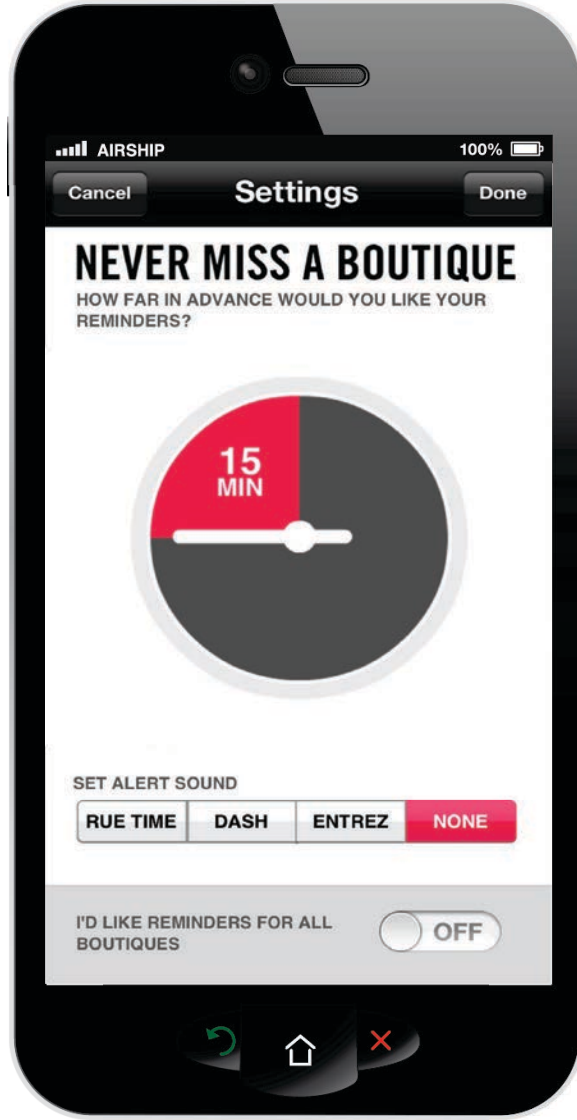 AIRSHIP 100%
Cancel Settings Done
NEVER MISS A BOUTIQUE
HOW FAR IN ADVANCE WOULD YOU LIKE YOUR
REMINDERS?
15
MIN
SET ALERT SOUND
RUE TIME DASH ENTREZ NONE
I'D LIKE REMINDERS FOR ALL
BOUTIQUES
OFF